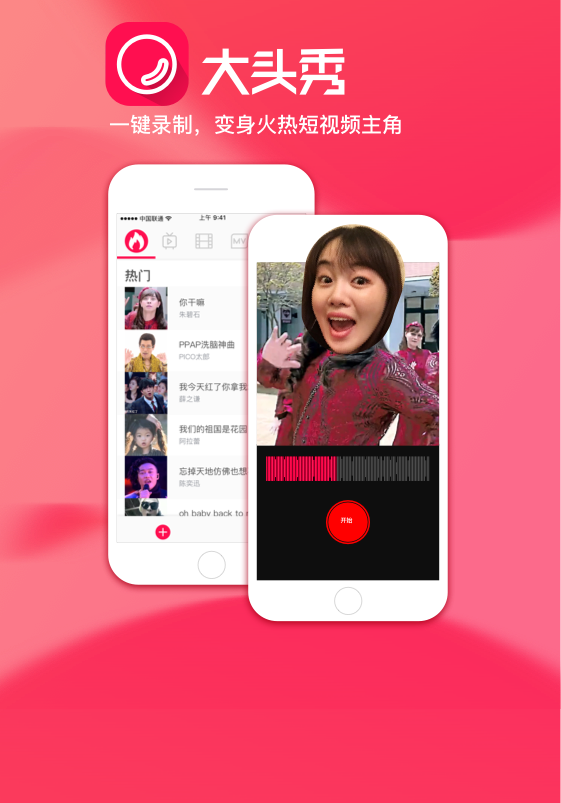 大头秀
一键录制，变身火热短视频主角
中国联通
上午 9:41
MV
热门
你干嘛
朱碧石
PPAP洗脑神曲
PICO太郎
我今天红了你拿我
薛之谦
我们的祖国是花园
阿拉蕾
忘掉天地仿佛也想
陈奕迅
oh baby back to
开始